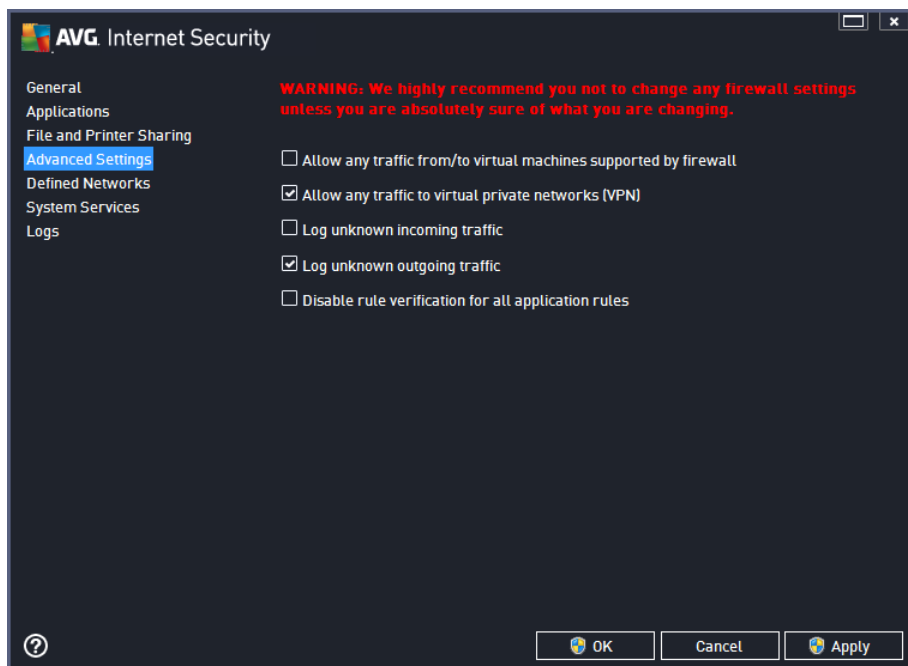 AVG. Internet Security
General
Applications
File and Printer Sharing
Advanced Settings
Defined Networks
System Services
Logs
WARNING: We highly recommend you not to change any firewall settings
unless you are absolutely sure of what you are changing.
Allow any traffic from/to virtual machines supported by firewall
Allow any traffic to virtual private networks (VPN)
Log unknown incoming traffic
Log unknown outgoing traffic
Disable rule verification for all application rules
?
OK
Cancel
Apply